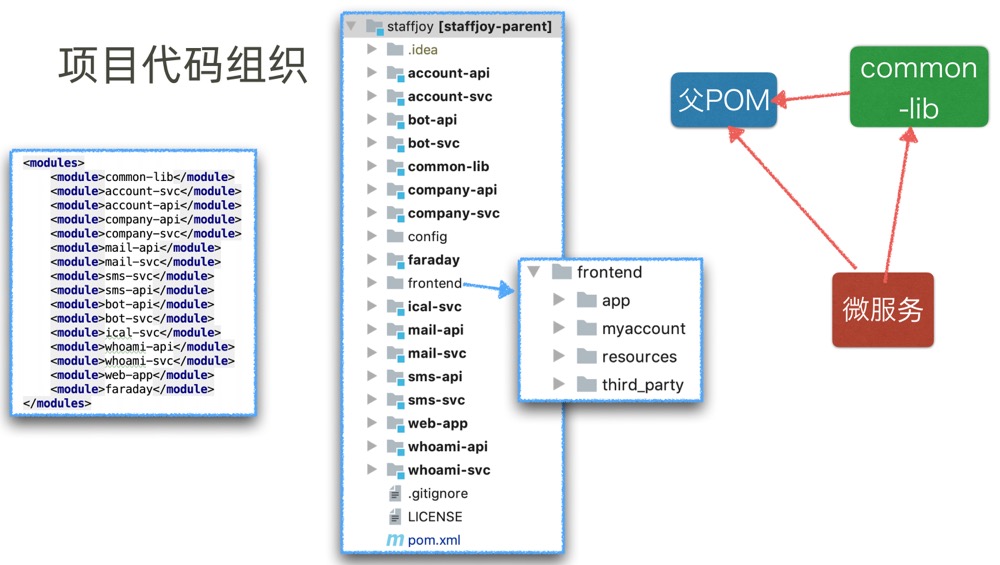 项目代码组织
<modules>
<module>common-lib</module>
<module>account-svc</module>
<module>account-api</module>
<module>company-api</module>
<module>company-svc</module>
<module>mail-api</module>
<module>mail-svc</module>
<module>sms-svc</module>
<module>sms-api</module>
<module>bot-api</module>
<module>bot-svc</module>
<module>ical-svc</module>
<module>whoami-api</module>
<module>whoami-svc</module>
<module>web-app</module>
<module>faraday</module>
</modules>
staffjoy [staffjoy-parent]
.idea
account-api
account-svc
bot-api
bot-svc
common-lib
company-api
company-svc
config
faraday
frontend
ical-svc
mail-api
mail-svc
sms-api
sms-svc
web-app
whoami-api
whoami-svc
.gitignore
LICENSE
m pom.xml
frontend
app
myaccount
resources
third_party
父POM
common
-lib
微服务